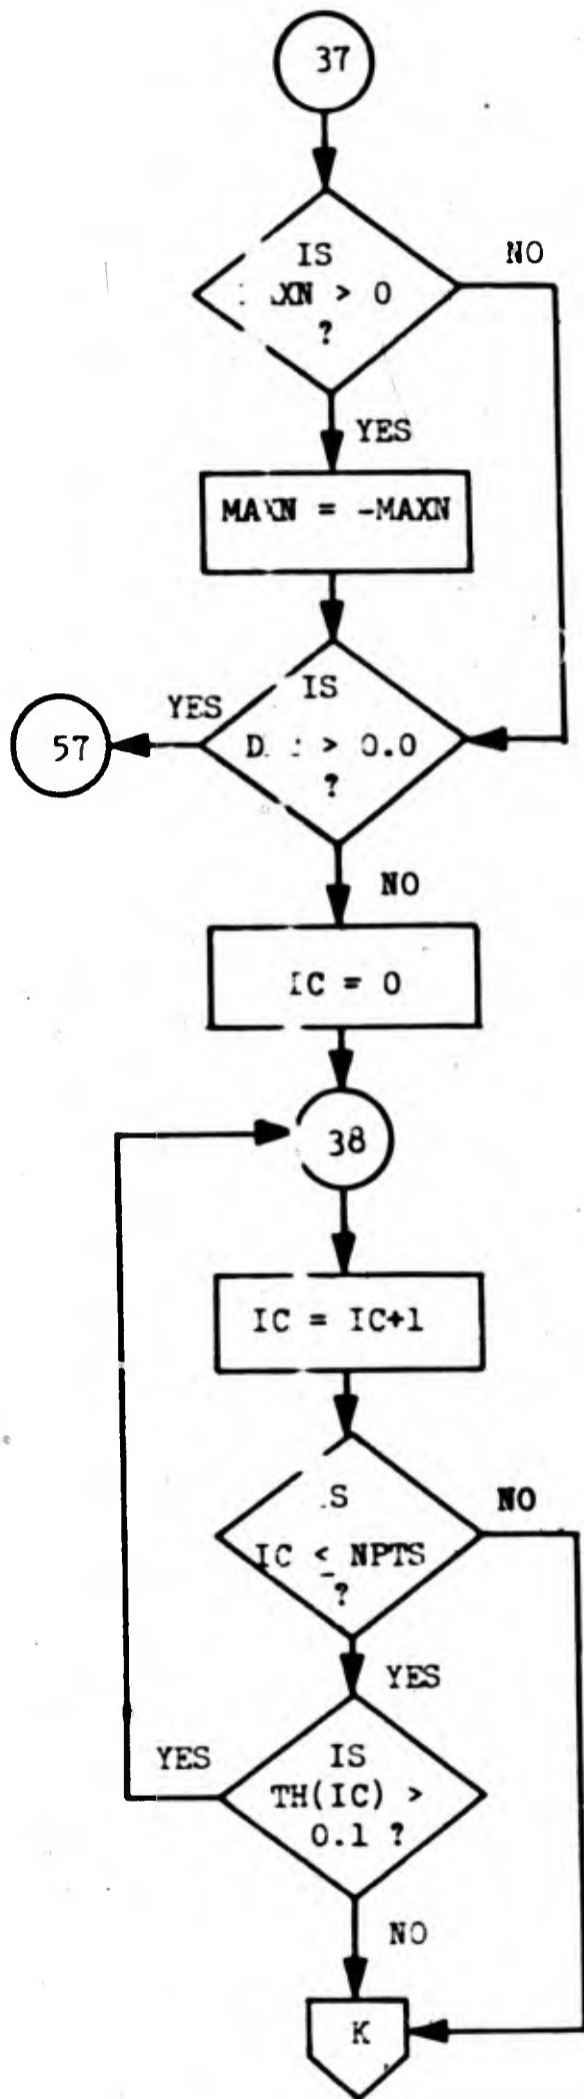 37
IS
> 0
?
NO
YES
MAXN = -MAXN
IS
> 0.0
?
YES
57
NO
IC = 0
38
IC = IC+1
IS
IC ≤ NPTS
?
NO
YES
IS
TH(IC) >
0.1 ?
YES
NO
K